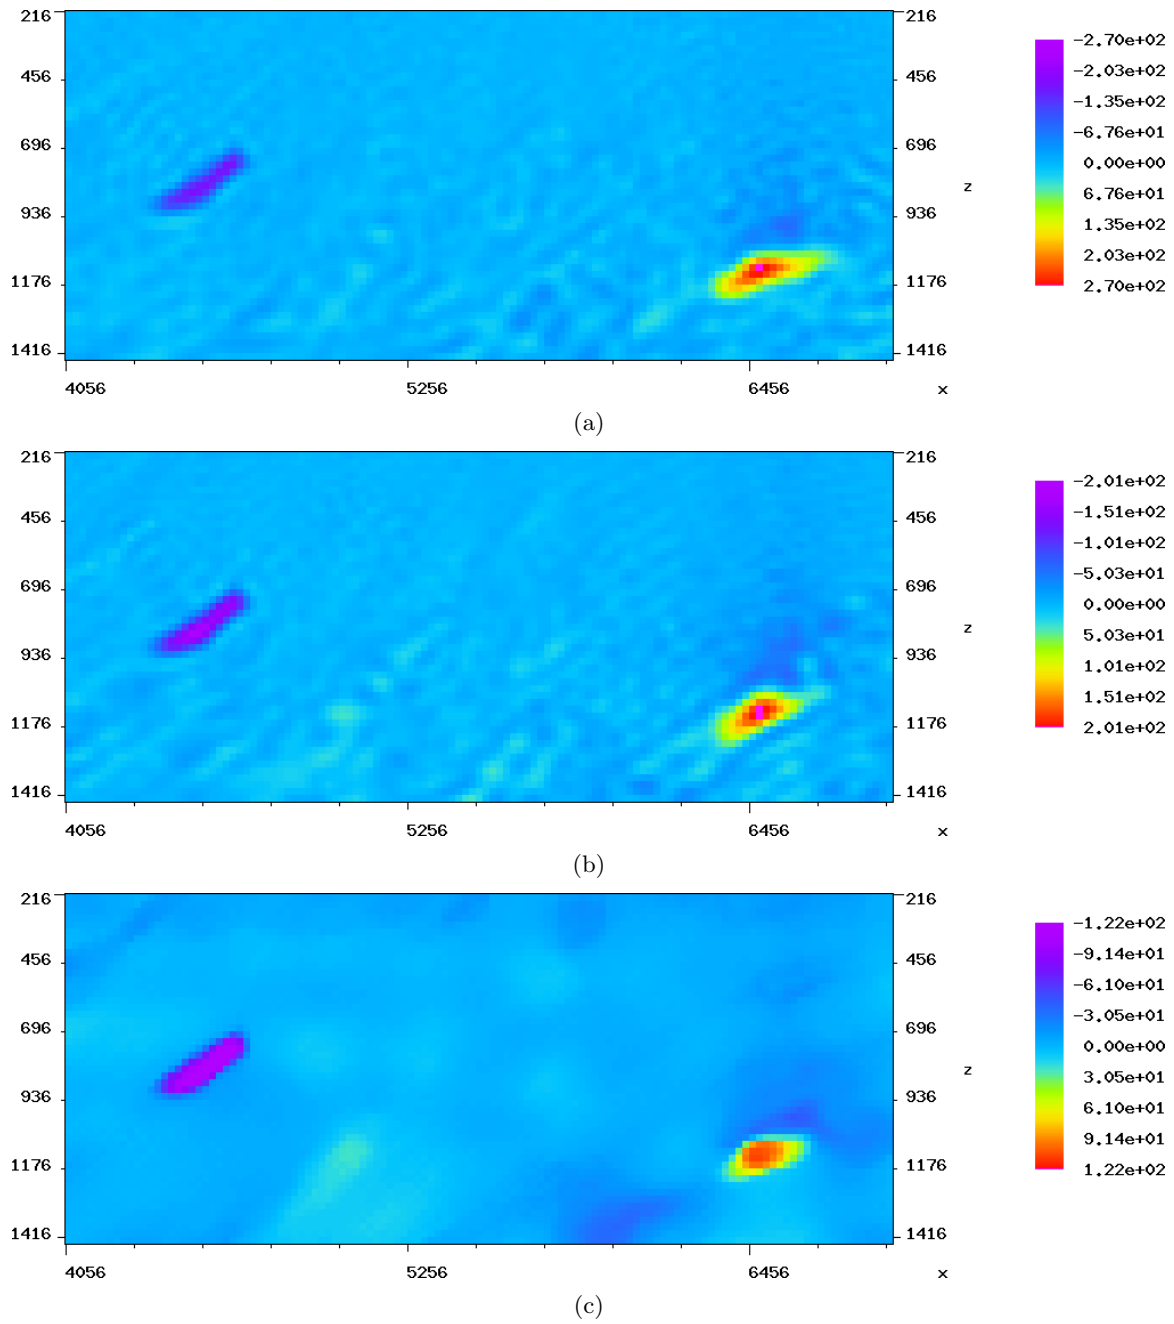 216 216
456 456
696 696
936 936
1176 1176
1416 1416
4056 5256 6456 x
z
-2.70e+02
-2.03e+02
-1.35e+02
-6.76e+01
0.00e+00
6.76e+01
1.35e+02
2.03e+02
2.70e+02
(a)
216 216
456 456
696 696
936 936
1176 1176
1416 1416
4056 5256 6456 x
z
-2.01e+02
-1.51e+02
-1.01e+02
-5.03e+01
0.00e+00
5.03e+01
1.01e+02
1.51e+02
2.01e+02
(b)
216 216
456 456
696 696
936 936
1176 1176
1416 1416
4056 5256 6456 x
z
-1.22e+02
-9.14e+01
-6.10e+01
-3.05e+01
0.00e+00
3.05e+01
6.10e+01
9.14e+01
1.22e+02
(c)